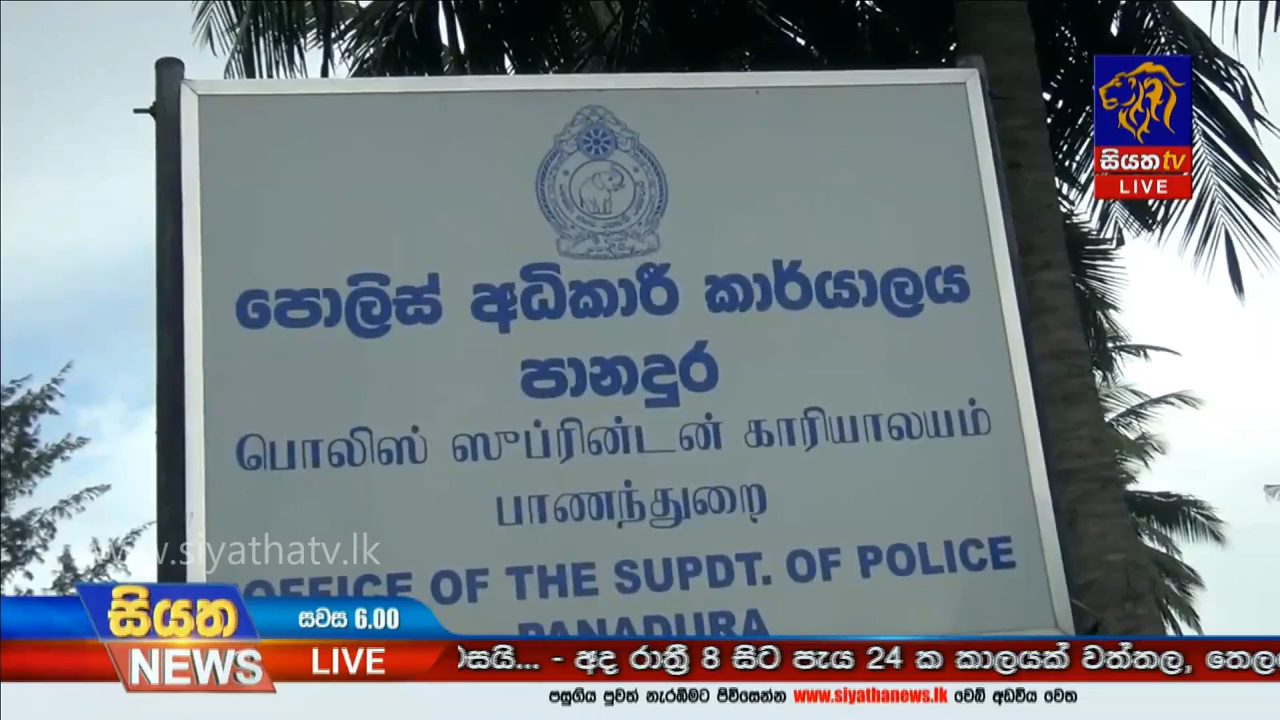 සියත tv
LIVE
පොලිස් අධිකාරී කාර්යාලය
පානදුර
பொலிஸ் ஸுப்ரின்டன் காரியாலயம்
பாணந்துறை
OFFICE OF THE SUPDT. OF POLICE
PANADURA
www.siyathatv.lk
සියත
NEWS
සවස 6.00
LIVE
- අද රාත්‍රී 8 සිට පැය 24 ක කාලයක් වත්තල,
පසුගිය පුවත් නැරඹීමට පිවිසෙන්න www.siyathanews.lk වෙබ් අඩවිය වෙත